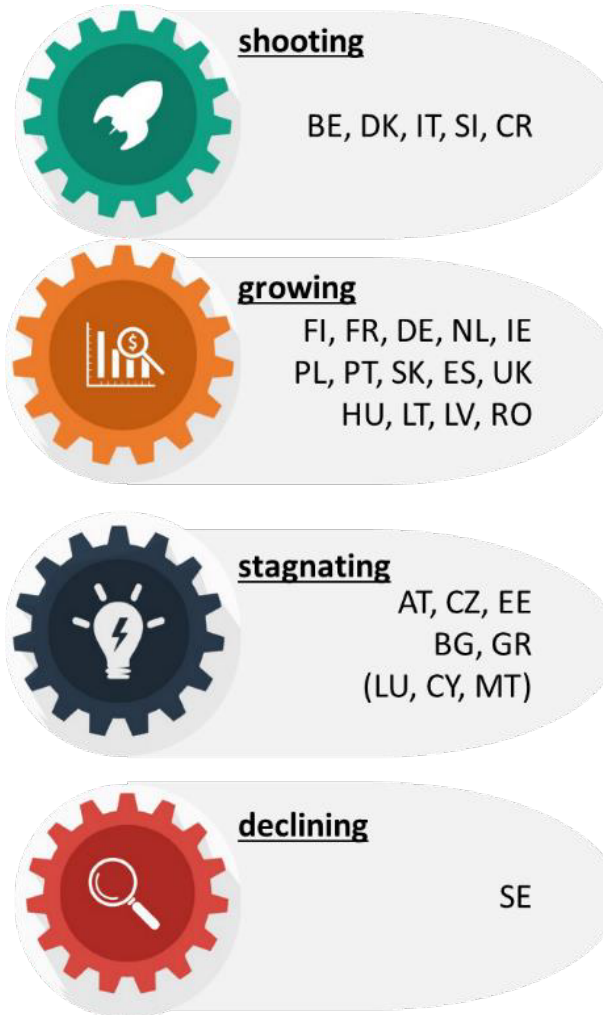 shooting
BE, DK, IT, SI, CR
growing
FI, FR, DE, NL, IE
PL, PT, SK, ES, UK
HU, LT, LV, RO
stagnating
AT, CZ, EE
BG, GR
(LU, CY, MT)
declining
SE